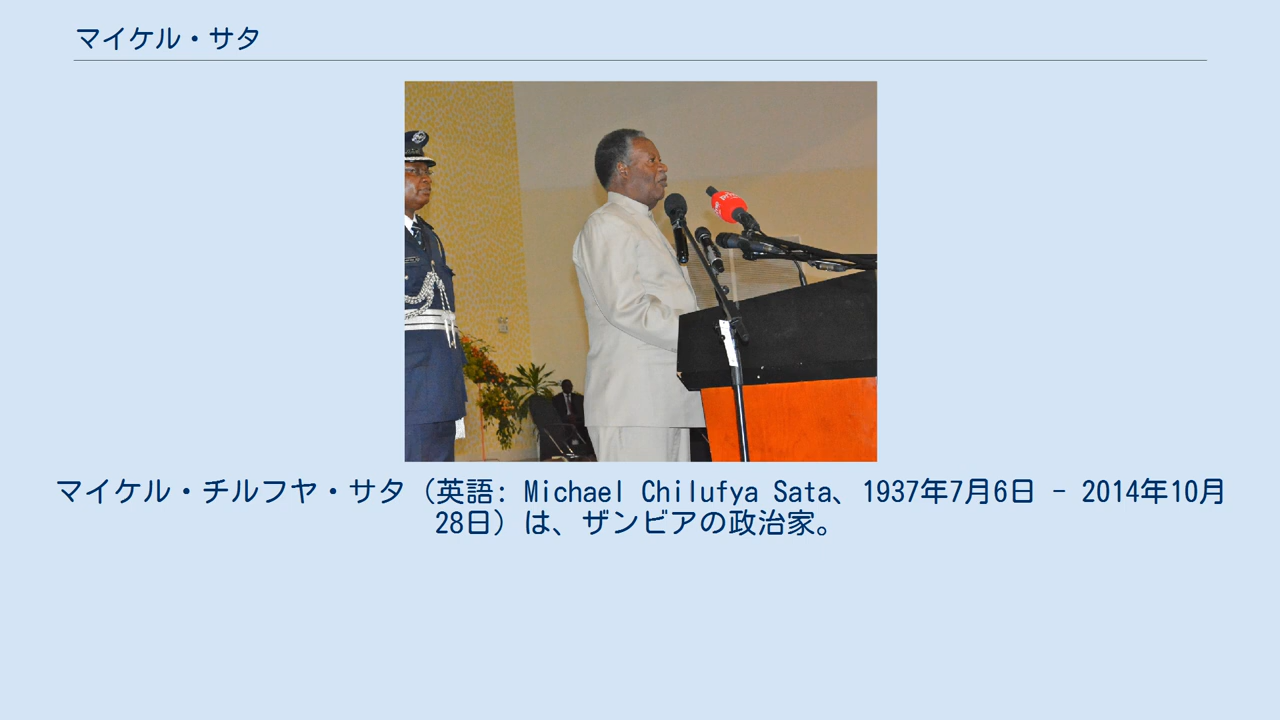 マイケル・サタ
マイケル・チルフヤ・サタ（英語: Michael Chilufya Sata、1937年7月6日 - 2014年10月
28日）は、ザンビアの政治家。